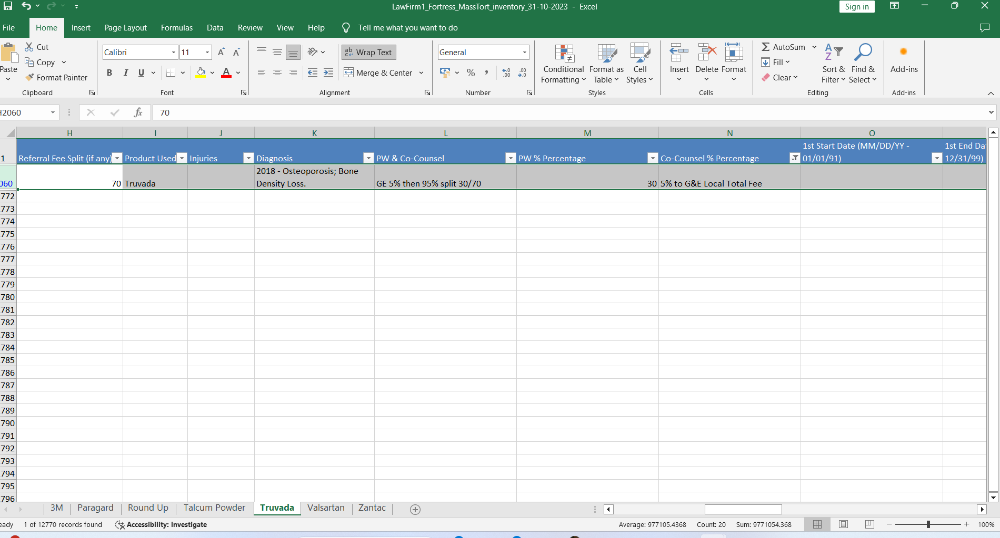 LawFirm1_Fortress_MassTort_inventory_31-10-2023 - Excel
Sign in
File Home Insert Page Layout Formulas Data Review View Help Tell me what you want to do
Cut
Copy
Format Painter
Paste
Clipboard
Calibri 11
B I U
Font
Wrap Text
Merge & Center
Alignment
General
% ,
Number
Conditional Formatting
Format as Table
Cell Styles
Styles
Insert Delete Format
Cells
AutoSum
Fill
Clear
Sort & Filter
Find & Select
Editing
Add-ins
Add-ins
H2060 fx 70
H I J K L M N O
1 Referral Fee Split (if any) Product Used Injuries Diagnosis PW & Co-Counsel PW % Percentage Co-Counsel % Percentage 1st Start Date (MM/DD/YY - 01/01/91) 1st End Dat 12/31/99)
060 70 Truvada 2018 - Osteoporosis; Bone Density Loss. GE 5% then 95% split 30/70 30 5% to G&E Local Total Fee
772
773
774
775
776
777
778
779
780
781
782
783
784
785
786
787
788
789
790
791
792
793
794
795
796
3M Paragard Round Up Talcum Powder Truvada Valsartan Zantac
eady 1 of 12770 records found Accessibility: Investigate Average: 977105.4368 Count: 20 Sum: 9771054.368 100%